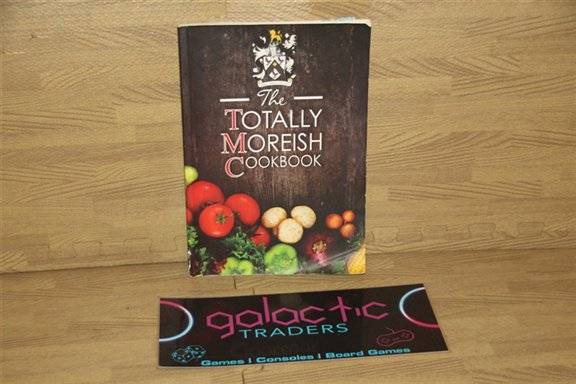 The
TOTALLY
MOREISH
COOKBOOK
galactic
TRADERS
Games | Consoles | Board Games